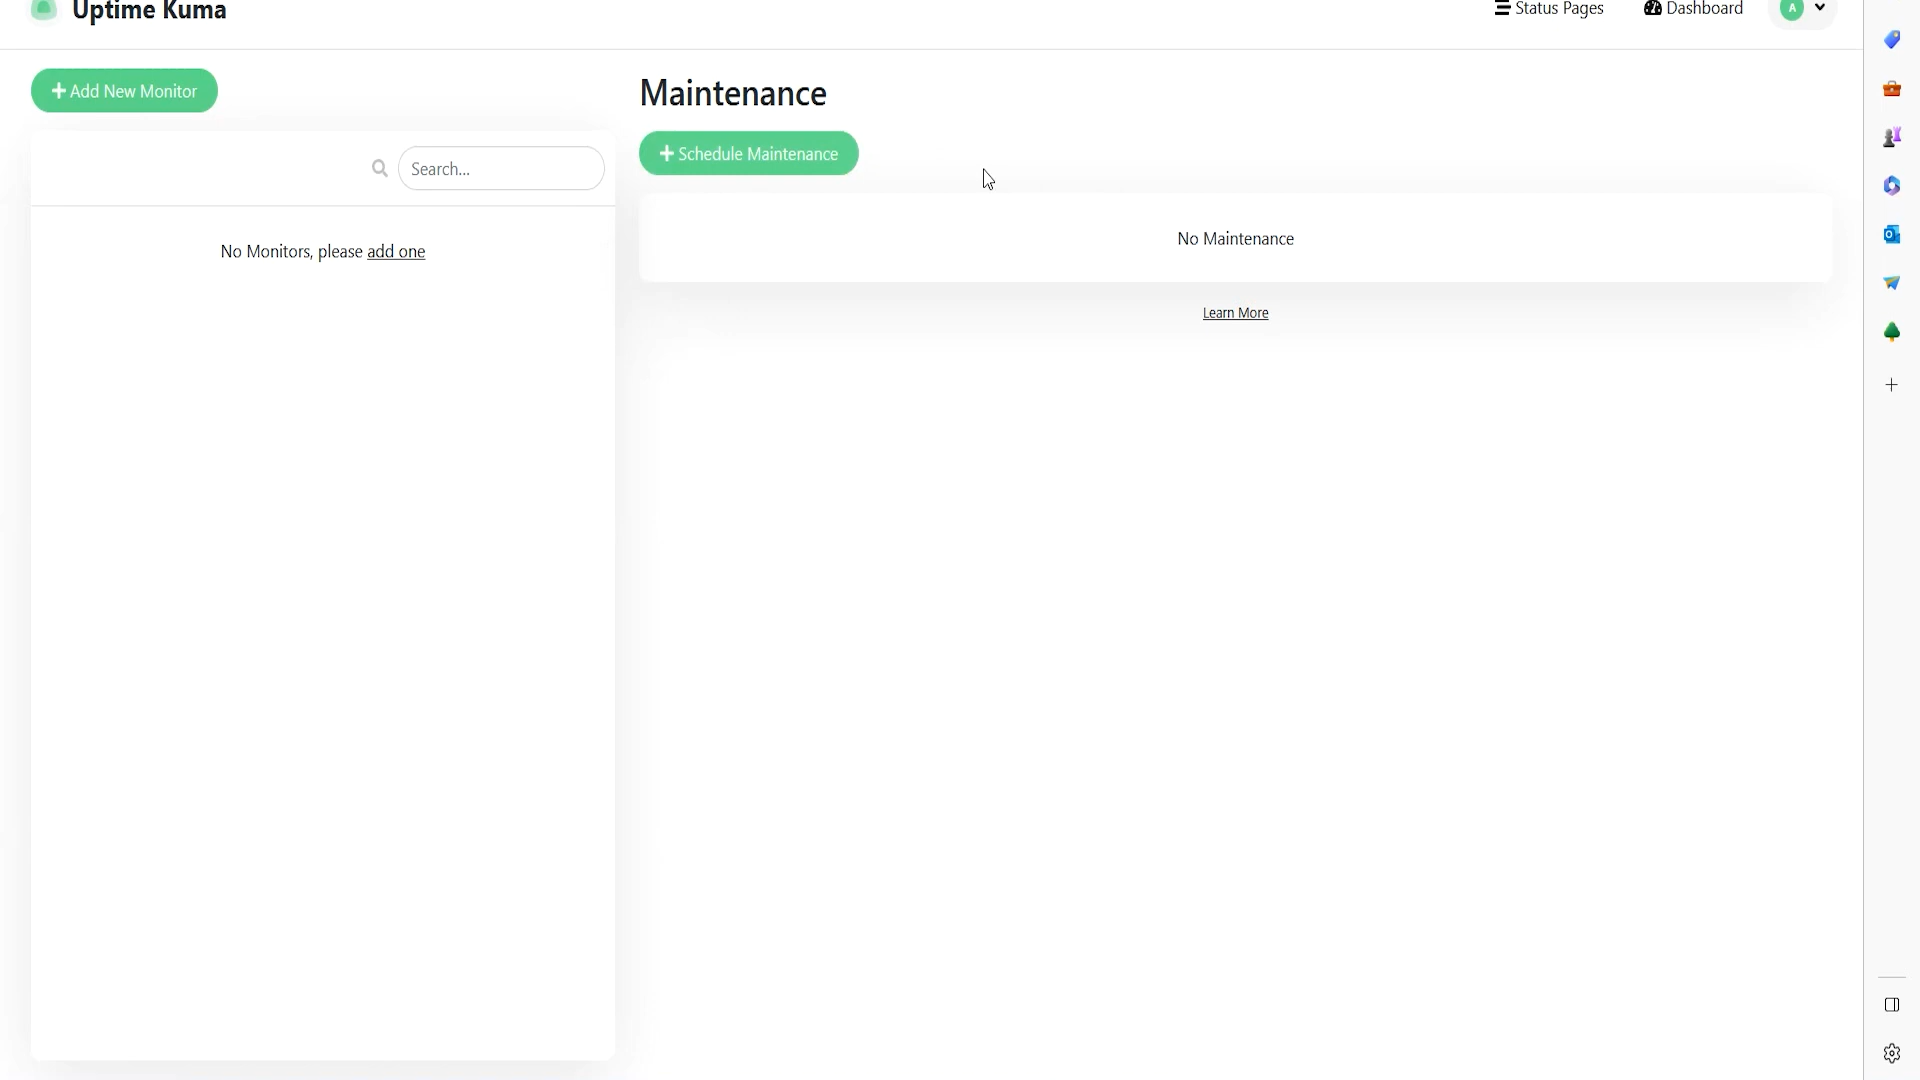 Uptime Kuma
Status Pages
Dashboard
A
Add New Monitor
Search...
No Monitors, please add one
Maintenance
Schedule Maintenance
No Maintenance
Learn More